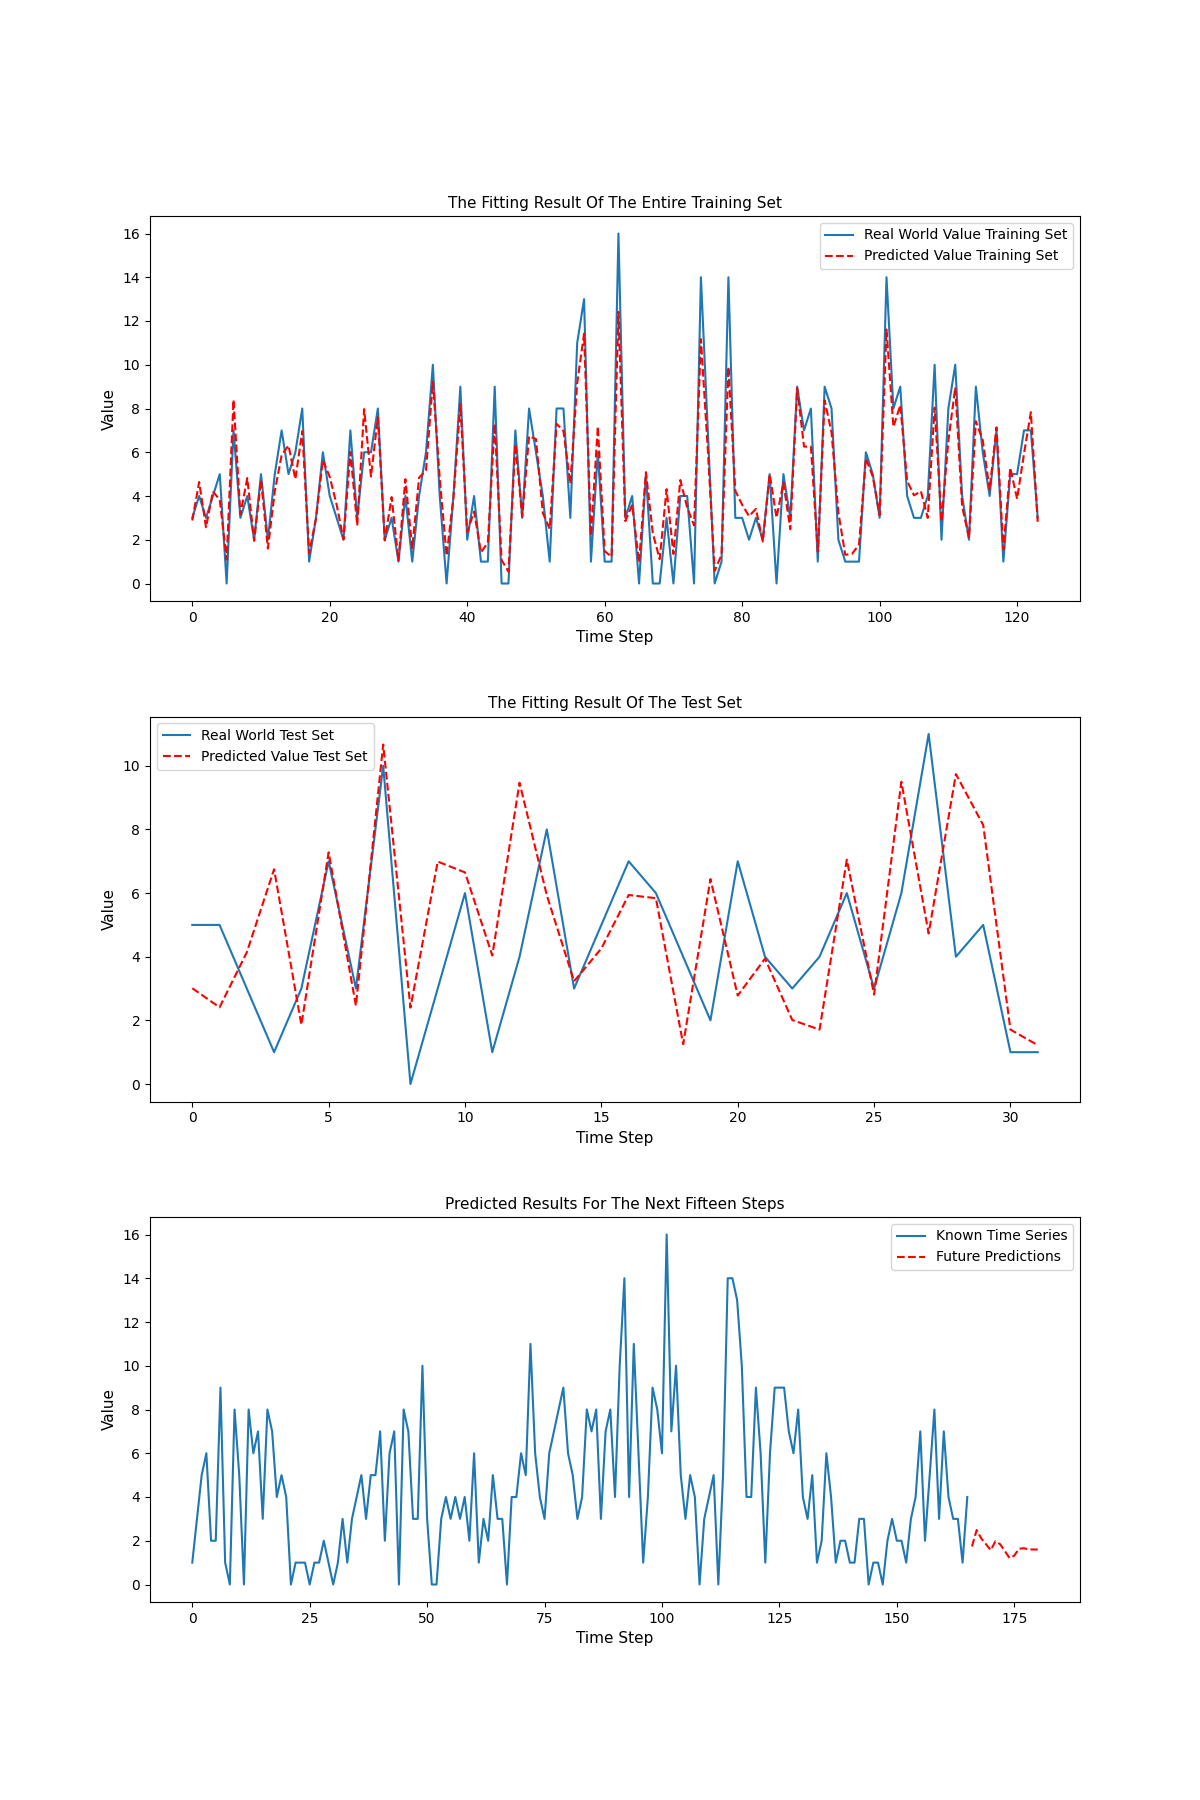 The Fitting Result Of The Entire Training Set
16
14
12
10
8
6
4
2
0
Value
Real World Value Training Set
Predicted Value Training Set
0 20 40 60 80 100 120
Time Step
The Fitting Result Of The Test Set
10
8
6
4
2
0
Value
Real World Test Set
Predicted Value Test Set
0 5 10 15 20 25 30
Time Step
Predicted Results For The Next Fifteen Steps
16
14
12
10
8
6
4
2
0
Value
Known Time Series
Future Predictions
0 25 50 75 100 125 150 175
Time Step